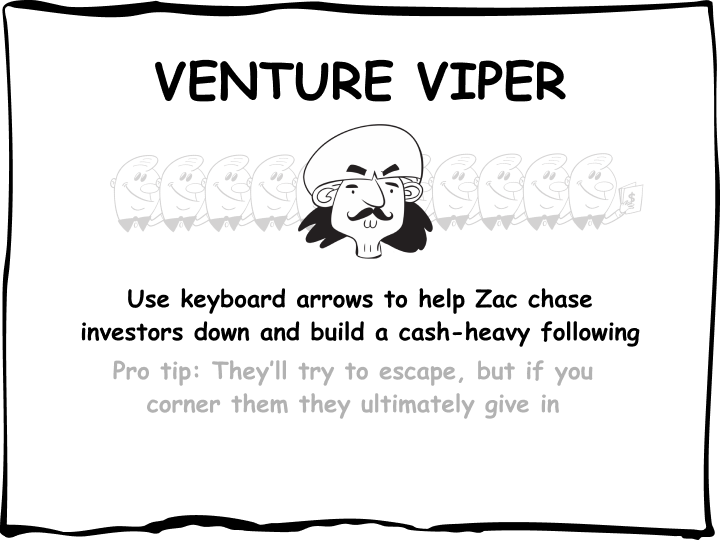 VENTURE VIPER
$
Use keyboard arrows to help Zac chase
investors down and build a cash-heavy following
Pro tip: They’ll try to escape, but if you
corner them they ultimately give in